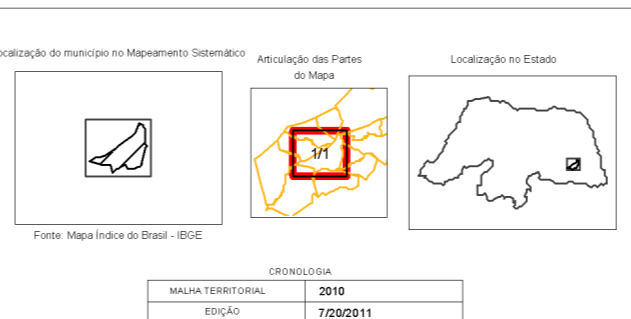 ocalização do município no Mapeamento Sistemático
Articulação das Partes
do Mapa
Localização no Estado
1/1
Fonte: Mapa Índice do Brasil - IBGE
CRONOLOGIA
MALHA TERRITORIAL 2010
EDIÇÃO 7/20/2011